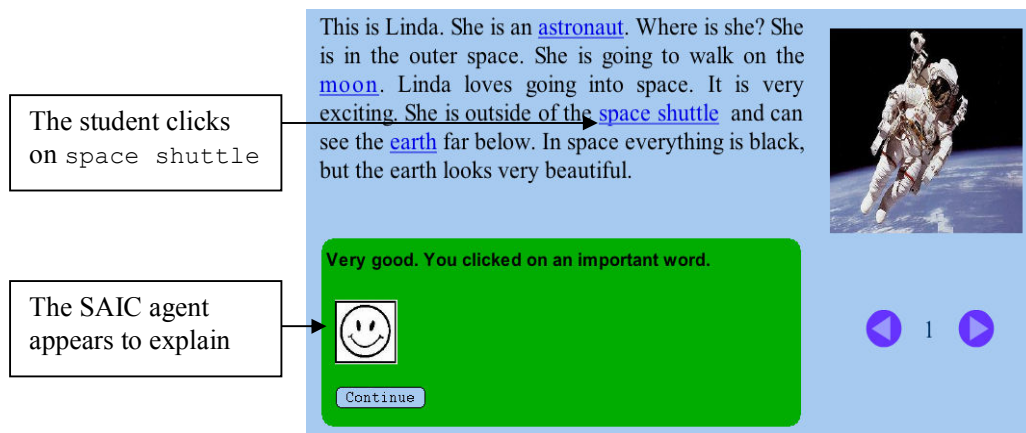 This is Linda. She is an astronaut. Where is she? She
is in the outer space. She is going to walk on the
moon. Linda loves going into space. It is very
exciting. She is outside of the space shuttle and can
see the earth far below. In space everything is black,
but the earth looks very beautiful.
The student clicks
on space shuttle
Very good. You clicked on an important word.
The SAIC agent
appears to explain
Continue
1